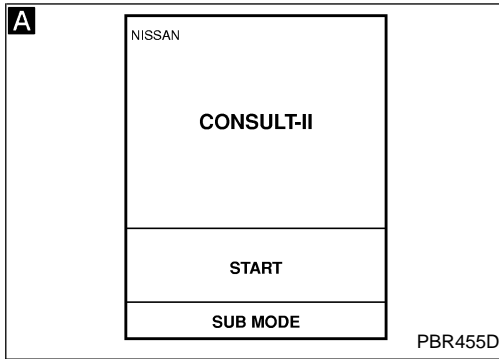 A
NISSAN
CONSULT-II
START
SUB MODE
PBR455D